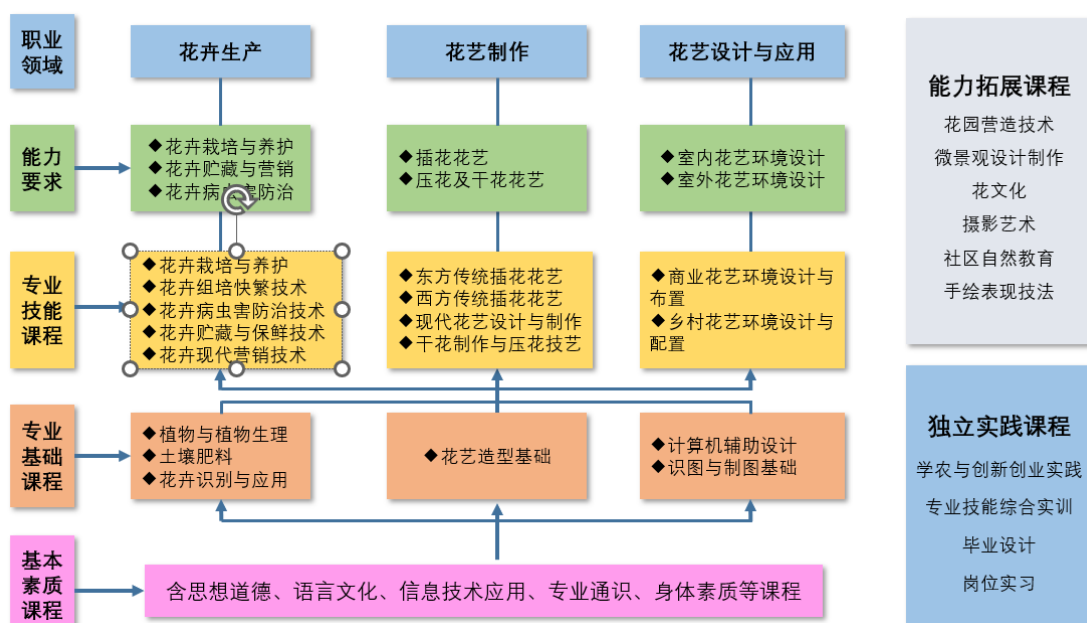 职业
领域
花卉生产
花艺制作
花艺设计与应用
能力
要求
◆花卉栽培与养护
◆花卉贮藏与营销
◆花卉病虫害防治
◆插花花艺
◆压花及干花花艺
◆室内花艺环境设计
◆室外花艺环境设计
专业
技能
课程
◆花卉栽培与养护
◆花卉组培快繁技术
◆花卉病虫害防治技术
◆花卉贮藏与保鲜技术
◆花卉现代营销技术
◆东方传统插花花艺
◆西方传统插花花艺
◆现代花艺设计与制作
◆干花制作与压花技艺
◆商业花艺环境设计与
布置
◆乡村花艺环境设计与
配置
专业
基础
课程
◆植物与植物生理
◆土壤肥料
◆花卉识别与应用
◆花艺造型基础
◆计算机辅助设计
◆识图与制图基础
基本
素质
课程
含思想道德、语言文化、信息技术应用、专业通识、身体素质等课程
能力拓展课程
花园营造技术
微景观设计制作
花文化
摄影艺术
社区自然教育
手绘表现技法
独立实践课程
学农与创新创业实践
专业技能综合实训
毕业设计
岗位实习